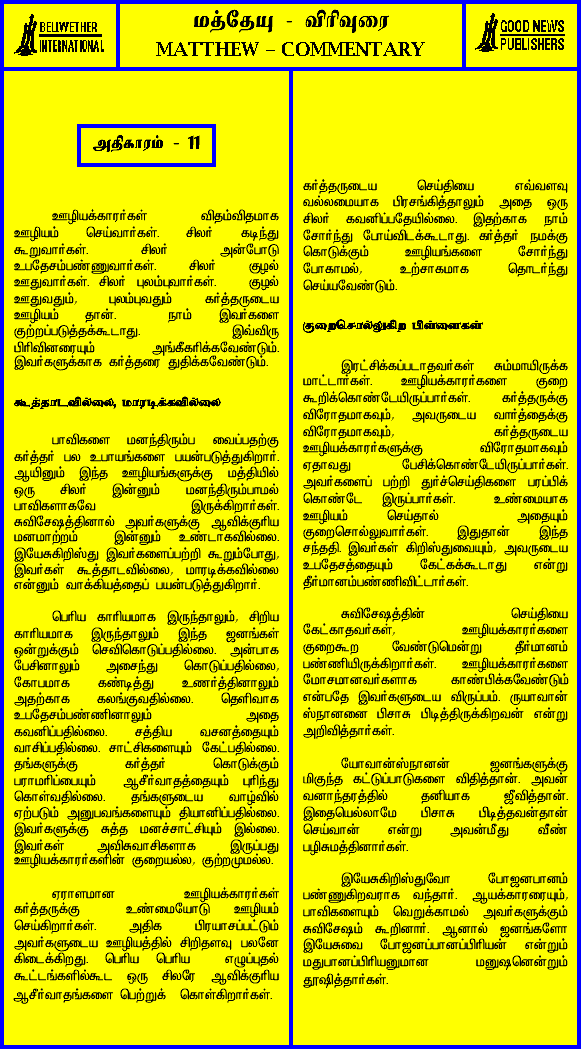 BELIWETHER
INTERNATIONAL
மத்தேயு - விரிவுரை
MATTHEW – COMMENTARY
GOOD NEWS
PUBLISHERS
அதிகாரம் - 11
ஊழியக்காரர்கள் விதம்விதமாக
ஊழியம் செய்வார்கள். சிலர் கடிந்து
கூறுவார்கள். சிலர் அன்போடு
உபதேசம்பண்ணுவார்கள். சிலர் குழல்
ஊதுவார்கள். சிலர் புலம்புவார்கள். குழல்
ஊதுவதும், புலம்புவதும் கர்த்தருடைய
ஊழியம் தான். நாம் இவர்களை
குற்றப்படுத்தக்கூடாது. இவ்விரு
பிரிவினரையும் அங்கீகரிக்கவேண்டும்.
இவர்களுக்காக கர்த்தரை துதிக்கவேண்டும்.
கூத்தாடவில்லை, மாரடிக்கவில்லை
பாவிகளை மனந்திரும்ப வைப்பதற்கு
கர்த்தர் பல உபாயங்களை பயன்படுத்துகிறார்.
ஆயினும் இந்த ஊழியங்களுக்கு மத்தியில்
ஒரு சிலர் இன்னும் மனந்திரும்பாமல்
பாவிகளாகவே இருக்கிறார்கள்.
சுவிசேஷத்தினால் அவர்களுக்கு ஆவிக்குரிய
மனமாற்றம் இன்னும் உண்டாகவில்லை.
இயேசுகிறிஸ்து இவர்களைப்பற்றி கூறும்போது,
இவர்கள் கூத்தாடவில்லை, மாரடிக்கவில்லை
என்னும் வாக்கியத்தைப் பயன்படுத்துகிறார்.
பெரிய காரியமாக இருந்தாலும், சிறிய
காரியமாக இருந்தாலும் இந்த ஜனங்கள்
ஒன்றுக்கும் செவிகொடுப்பதில்லை. அன்பாக
பேசினாலும் அசைந்து கொடுப்பதில்லை,
கோபமாக கண்டித்து உணர்த்தினாலும்
அதற்காக கலங்குவதில்லை. தெளிவாக
உபதேசம்பண்ணினாலும் அதை
கவனிப்பதில்லை. சத்திய வசனத்தையும்
வாசிப்பதில்லை. சாட்சிகளையும் கேட்பதில்லை.
தங்களுக்கு கர்த்தர் கொடுக்கும்
பராமரிப்பையும் ஆசீர்வாதத்தையும் புரிந்து
கொள்வதில்லை. தங்களுடைய வாழ்வில்
ஏற்படும் அனுபவங்களையும் தியானிப்பதில்லை.
இவர்களுக்கு சுத்த மனச்சாட்சியும் இல்லை.
இவர்கள் அவிசுவாசிகளாக இருப்பது
ஊழியக்காரர்களின் குறையல்ல, குற்றமுமல்ல.
ஏராளமான ஊழியக்காரர்கள்
கர்த்தருக்கு உண்மையோடு ஊழியம்
செய்கிறார்கள். அதிக பிரயாசப்பட்டும்
அவர்களுடைய ஊழியத்தில் சிறிதளவு பலனே
கிடைக்கிறது. பெரிய பெரிய எழுப்புதல்
கூட்டங்களில்கூட ஒரு சிலரே ஆவிக்குரிய
ஆசீர்வாதங்களை பெற்றுக் கொள்கிறார்கள்.
கர்த்தருடைய செய்தியை எவ்வளவு
வல்லமையாக பிரசங்கித்தாலும் அதை ஒரு
சிலர் கவனிப்பதேயில்லை. இதற்காக நாம்
சோர்ந்து போய்விடக்கூடாது. கர்த்தர் நமக்கு
கொடுக்கும் ஊழியங்களை சோர்ந்து
போகாமல், உற்சாகமாக தொடர்ந்து
செய்யவேண்டும்.
குறைசொல்லுகிற பிள்ளைகள்
இரட்சிக்கப்படாதவர்கள் சும்மாயிருக்க
மாட்டார்கள். ஊழியக்காரர்களை குறை
கூறிக்கொண்டேயிருப்பார்கள். கர்த்தருக்கு
விரோதமாகவும், அவருடைய வார்த்தைக்கு
விரோதமாகவும், கர்த்தருடைய
ஊழியக்காரர்களுக்கு விரோதமாகவும்
ஏதாவது பேசிக்கொண்டேயிருப்பார்கள்.
அவர்களைப் பற்றி துர்ச்செய்திகளை பரப்பிக்
கொண்டே இருப்பார்கள். உண்மையாக
ஊழியம் செய்தால் அதையும்
குறைசொல்லுவார்கள். இதுதான் இந்த
சந்ததி. இவர்கள் கிறிஸ்துவையும், அவருடைய
உபதேசத்தையும் கேட்கக்கூடாது என்று
தீர்மானம்பண்ணிவிட்டார்கள்.
சுவிசேஷத்தின் செய்தியை
கேட்காதவர்கள், ஊழியக்காரர்களை
குறைகூற வேண்டுமென்று தீர்மானம்
பண்ணியிருக்கிறார்கள். ஊழியக்காரர்களை
மோசமானவர்களாக காண்பிக்கவேண்டும்
என்பதே இவர்களுடைய விருப்பம். ருயாவான்
ஸ்நானனை பிசாசு பிடித்திருக்கிறவன் என்று
அறிவித்தார்கள்.
யோவான்ஸ்நானன் ஜனங்களுக்கு
மிகுந்த கட்டுப்பாடுகளை விதித்தான். அவன்
வனாந்தரத்தில் தனியாக ஜீவித்தான்.
இதையெல்லாமே பிசாசு பிடித்தவன்தான்
செய்வான் என்று அவன்மீது வீண்
பழிசுமத்தினார்கள்.
இயேசுகிறிஸ்துவோ போஜனபானம்
பண்ணுகிறவராக வந்தார். ஆயக்காரரையும்,
பாவிகளையும் வெறுக்காமல் அவர்களுக்கும்
சுவிசேஷம் கூறினார். ஆனால் ஜனங்களோ
இயேசுவை போஜனப்பானப்பிரியன் என்றும்
மதுபானப்பிரியனுமான மனுஷனென்றும்
தூஷித்தார்கள்.